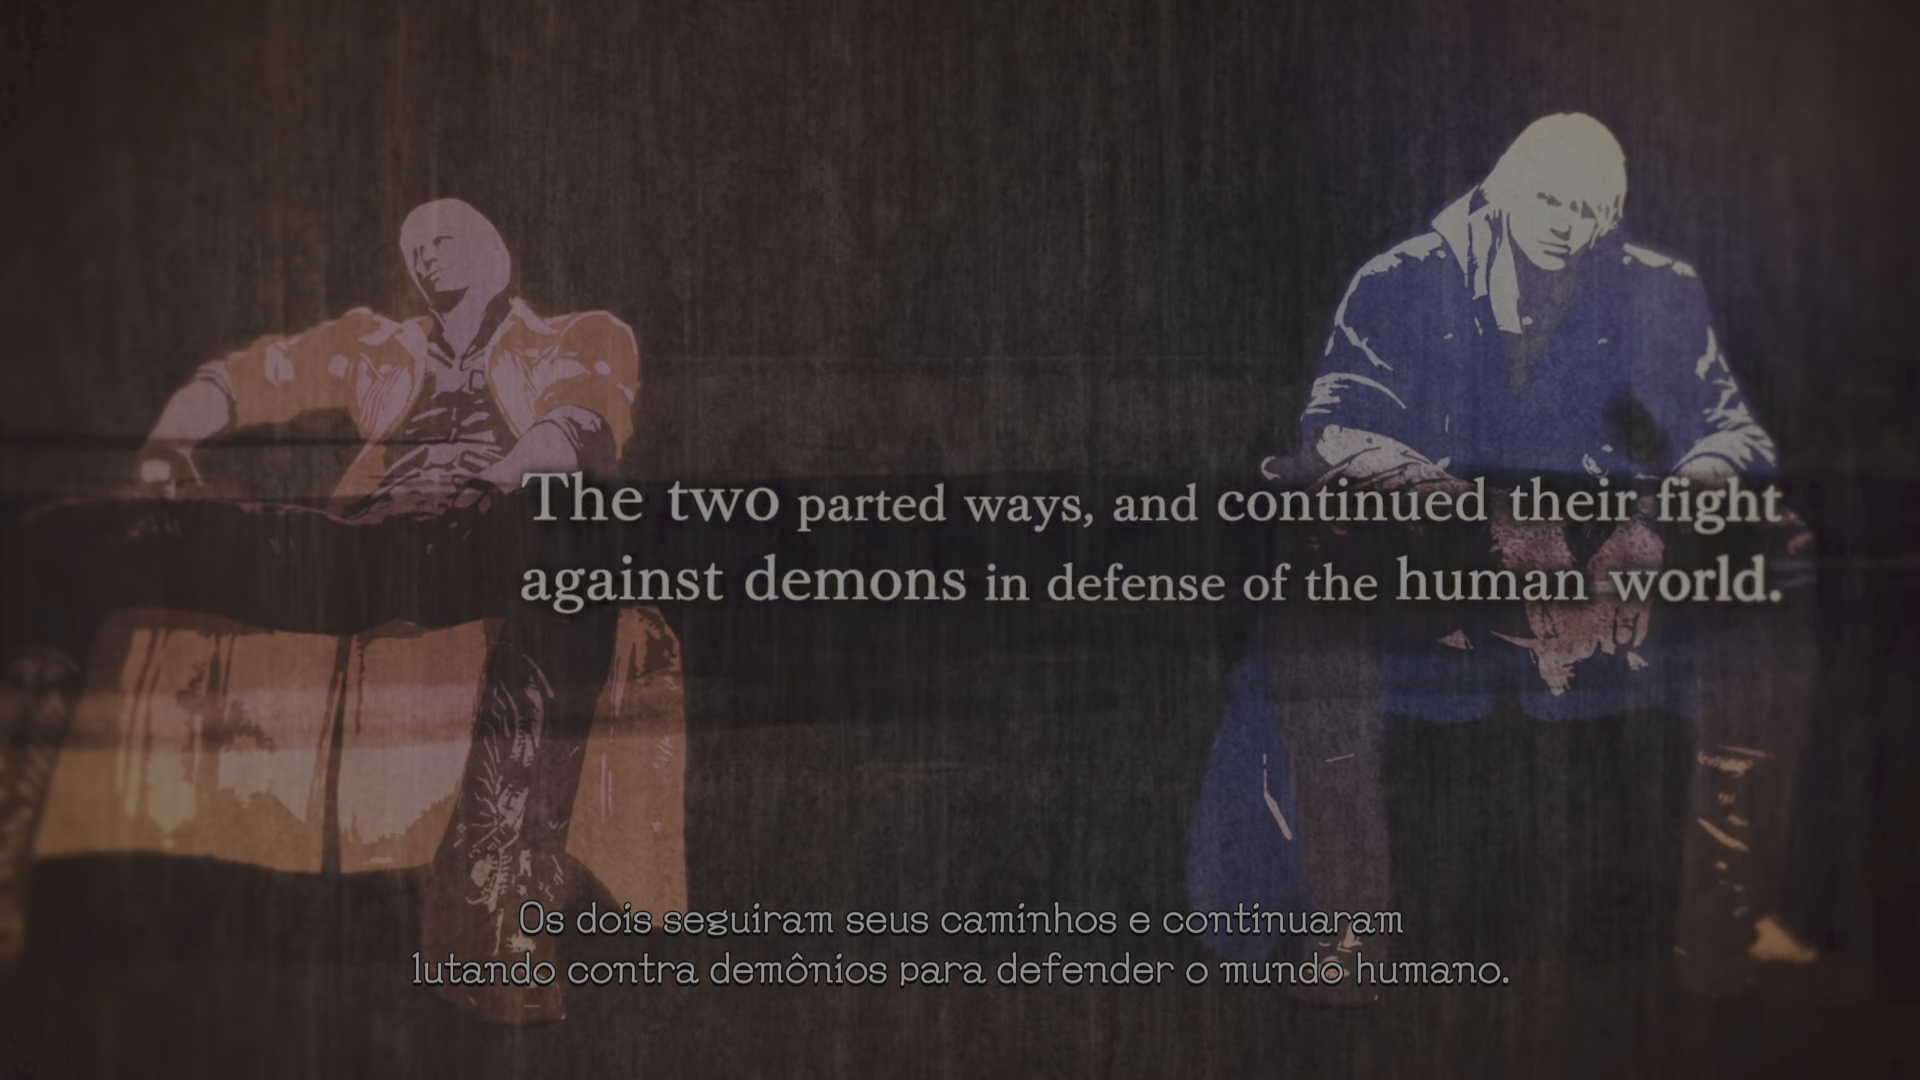 The two parted ways, and continued their fight
against demons in defense of the human world.
Os dois seguiram seus caminhos e continuaram
lutando contra demônios para defender o mundo humano.